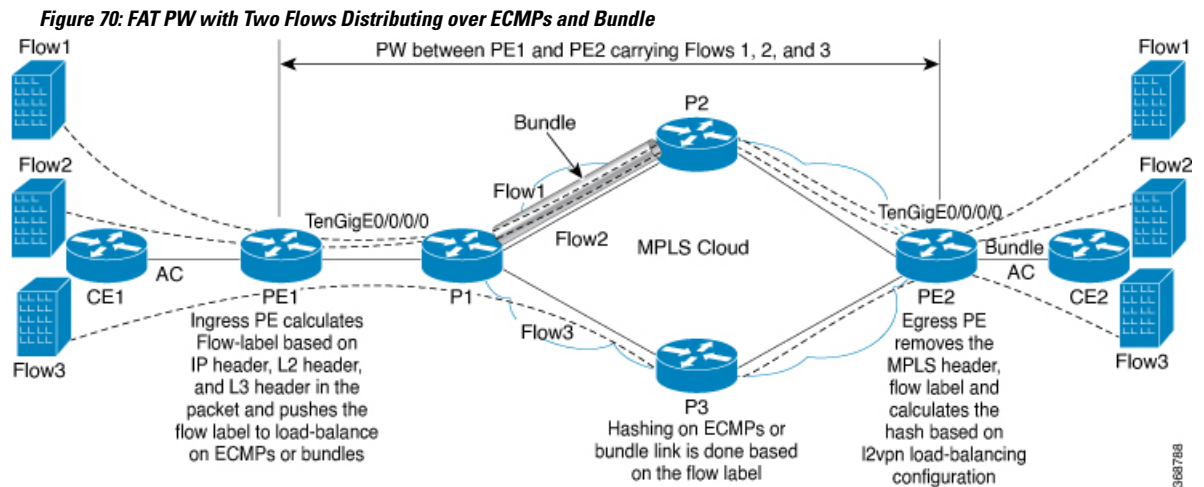 Figure 70: FAT PW with Two Flows Distributing over ECMPs and Bundle
Flow1
PW between PE1 and PE2 carrying Flows 1, 2, and 3
Flow1
P2
Bundle
Flow2
Flow1
Flow2
TenGigE0/0/0/0
Flow2
MPLS Cloud
TenGigE0/0/0/0
Bundle
AC
AC
CE1
PE1
P1
PE2
CE2
Flow3
Flow3
Flow3
Ingress PE calculates
Flow-label based on
IP header, L2 header,
and L3 header in the
packet and pushes the
flow label to load-balance
on ECMPs or bundles
P3
Hashing on ECMPs or
bundle link is done based
on the flow label
Egress PE
removes the
MPLS header,
flow label and
calculates the
hash based on
l2vpn load-balancing
configuration
368788